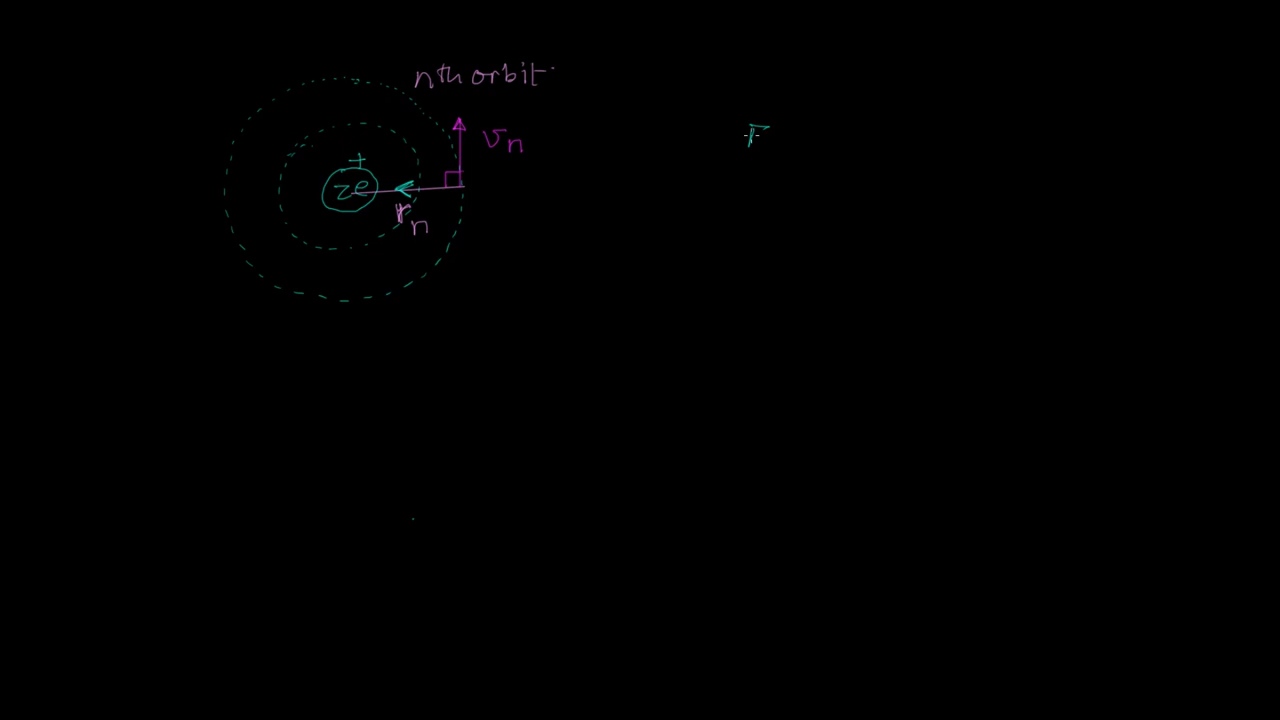 nth orbit
vn
+
ze
rn
F